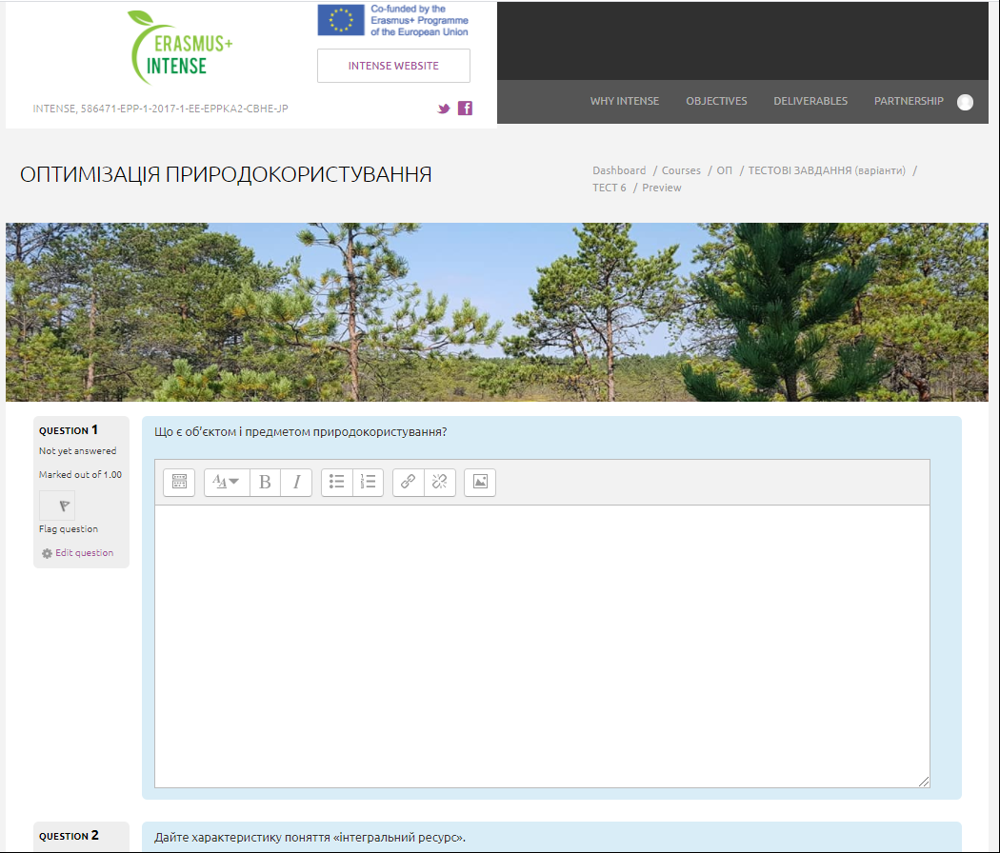 ERASMUS+
INTENSE
Co-funded by the
Erasmus+ Programme
of the European Union
INTENSE WEBSITE
INTENSE, 586471-EPP-1-2017-1-EE-EPPKA2-CBHE-JP
WHY INTENSE
OBJECTIVES
DELIVERABLES
PARTNERSHIP
ОПТИМІЗАЦІЯ ПРИРОДОКОРИСТУВАННЯ
Dashboard / Courses / ОП / ТЕСТОВІ ЗАВДАННЯ (варіанти) /
ТЕСТ 6 / Preview
QUESTION 1
Not yet answered
Marked out of 1.00
Flag question
Edit question
Що є об'єктом і предметом природокористування?
QUESTION 2
Дайте характеристику поняття «інтегральний ресурс».